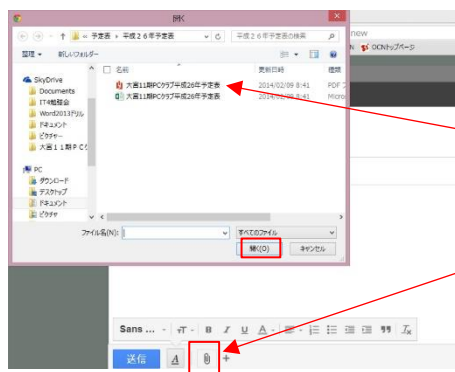 開く
« 予定表 › 平成26年予定表
平成26年予定表の検索
new
整理
新しいフォルダー
OCNトップページ
名前
更新日時
種類
SkyDrive
Documents
IT4勉強会
Word2013ドリル
ドキュメント
ピクチャー
大宮11期PCク
大宮11期PCクラブ平成26年予定表
2014/02/09 8:41
PDF
大宮11期PCクラブ平成26年予定表
2014/02/09 8:41
Micro
PC
ダウンロード
デスクトップ
ドキュメント
ピクチャ
ファイル名(N):
すべてのファイル
開く(O)
キャンセル
Sans ...
送信